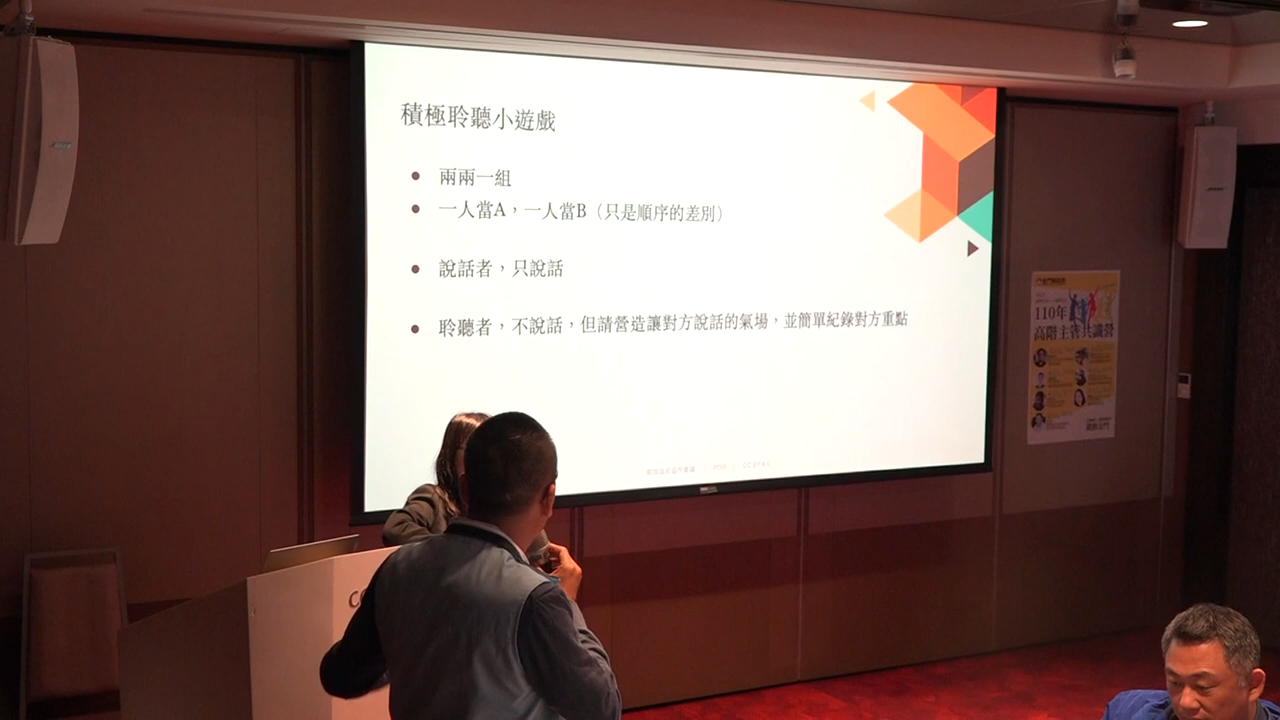 積極聆聽小遊戲
兩兩一組
一人當A，一人當B（只是順序的差別）
說話者，只說話
聆聽者，不說話，但請營造讓對方說話的氣場，並簡單紀錄對方重點
110年
高階主管共識營